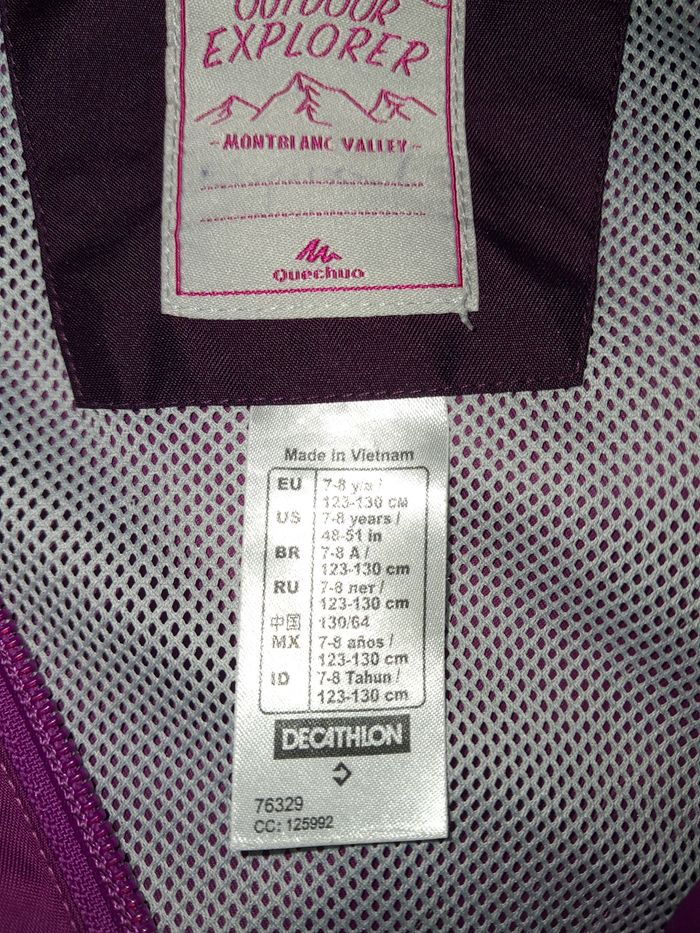 OUTDOOR
EXPLORER
- MONTBLANC VALLEY -
Quechua
Made in Vietnam
EU 7-8 y/a /
123-130 см
US 7-8 years /
48-51 in
BR 7-8 A /
123-130 cm
RU 7-8 лет /
123-130 cm
中国 130/64
MX 7-8 años /
123-130 cm
ID 7-8 Tahun /
123-130 cm
DECATHLON
76329
CC: 125992